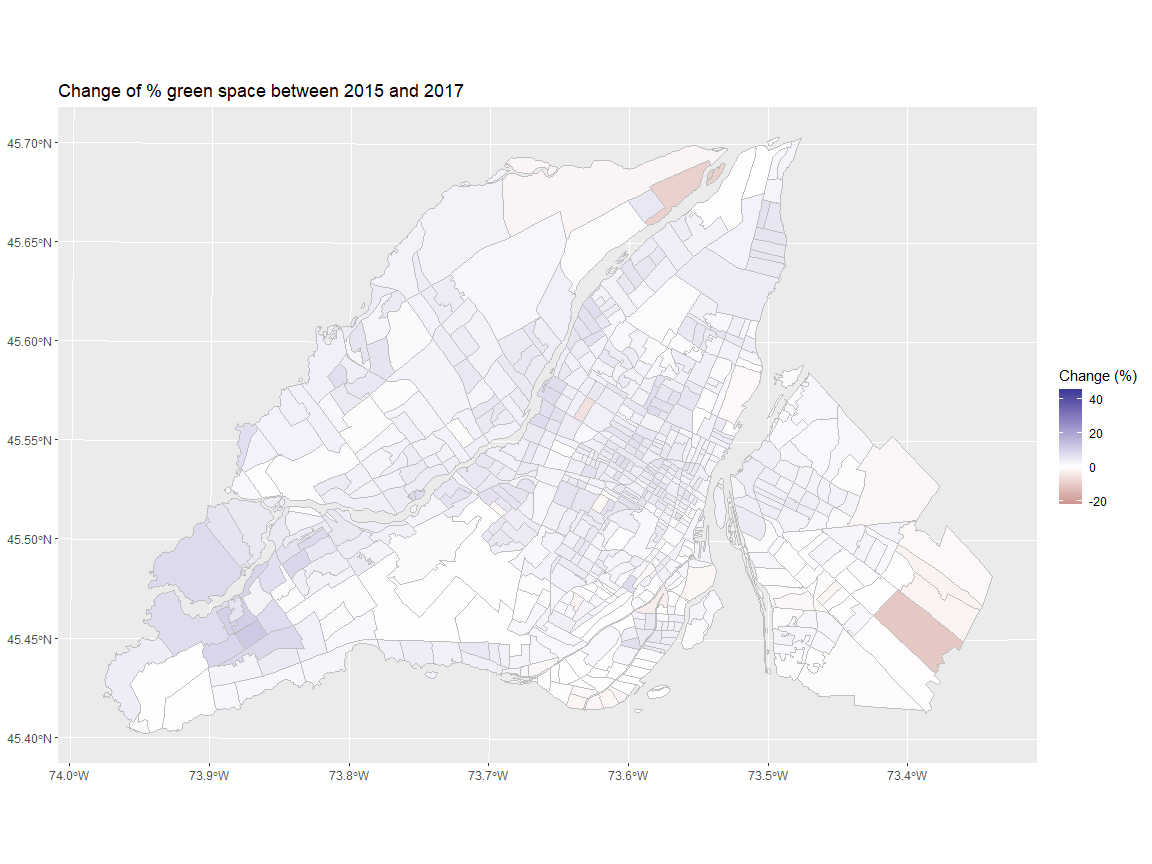 Change of % green space between 2015 and 2017
45.70°N
45.65°N
45.60°N
45.55°N
45.50°N
45.45°N
45.40°N
74.0°W
73.9°W
73.8°W
73.7°W
73.6°W
73.5°W
73.4°W
Change (%)
40
20
0
-20